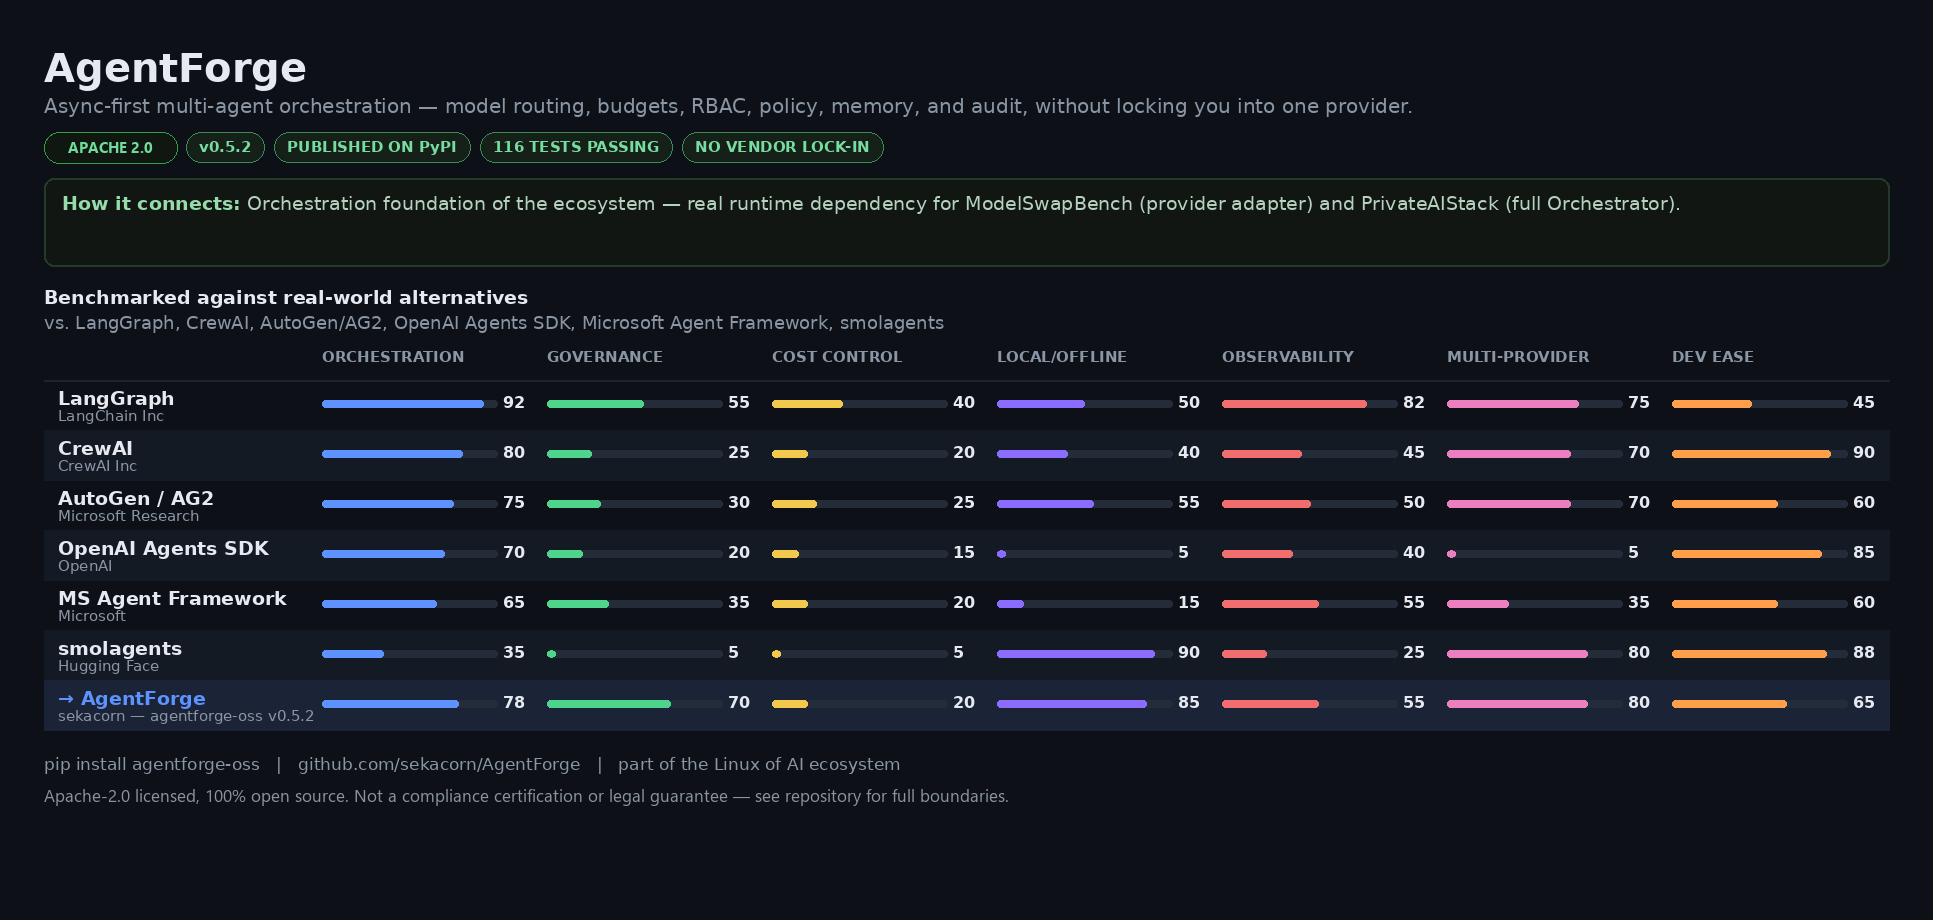 AgentForge
Async-first multi-agent orchestration — model routing, budgets, RBAC, policy, memory, and audit, without locking you into one provider.
APACHE 2.0 v0.5.2 PUBLISHED ON PyPI 116 TESTS PASSING NO VENDOR LOCK-IN
How it connects: Orchestration foundation of the ecosystem — real runtime dependency for ModelSwapBench (provider adapter) and PrivateAIStack (full Orchestrator).
Benchmarked against real-world alternatives
vs. LangGraph, CrewAI, AutoGen/AG2, OpenAI Agents SDK, Microsoft Agent Framework, smolagents
ORCHESTRATION GOVERNANCE COST CONTROL LOCAL/OFFLINE OBSERVABILITY MULTI-PROVIDER DEV EASE
LangGraph 92 55 40 50 82 75 45
LangChain Inc
CrewAI 80 25 20 40 45 70 90
CrewAI Inc
AutoGen / AG2 75 30 25 55 50 70 60
Microsoft Research
OpenAI Agents SDK 70 20 15 5 40 5 85
OpenAI
MS Agent Framework 65 35 20 15 55 35 60
Microsoft
smolagents 35 5 5 90 25 80 88
Hugging Face
→ AgentForge 78 70 20 85 55 80 65
sekacorn — agentforge-oss v0.5.2
pip install agentforge-oss | github.com/sekacorn/AgentForge | part of the Linux of AI ecosystem
Apache-2.0 licensed, 100% open source. Not a compliance certification or legal guarantee — see repository for full boundaries.